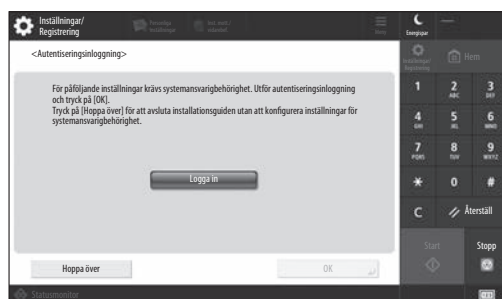 Inställningar/
Registrering
<Autentiseringsinloggning>
För påföljande inställningar krävs systemansvarigbehörighet. Utför autentiseringsinloggning
och tryck på [OK].
Tryck på [Hoppa över] för att avsluta installationsguiden utan att konfigurera inställningar för
systemansvarigbehörighet.
Logga in
Hoppa över
OK
Statusmonitor
Energispar
Inställningar/
Registrering
Hem
1
2
ABC
3
DEF
4
GHI
5
JKL
6
MNO
7
PQRS
8
TUV
9
WXYZ
*
0
#
C
Återställ
Start
Stopp